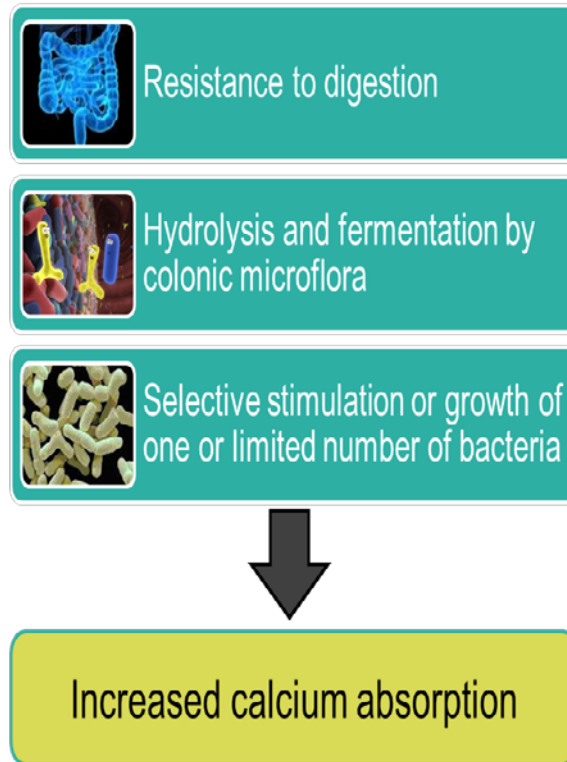 Resistance to digestion
Hydrolysis and fermentation by
colonic microflora
Selective stimulation or growth of
one or limited number of bacteria
Increased calcium absorption